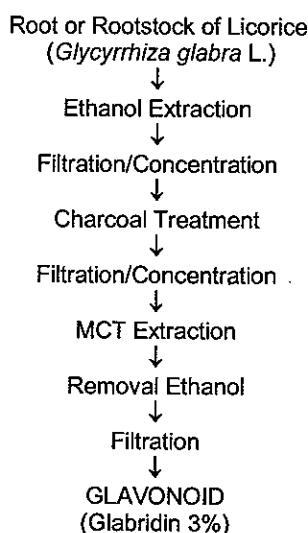 Root or Rootstock of Licorice
(Glycyrrhiza glabra L.)
↓
Ethanol Extraction
↓
Filtration/Concentration
↓
Charcoal Treatment
↓
Filtration/Concentration
↓
MCT Extraction
↓
Removal Ethanol
↓
Filtration
↓
GLAVONOID
(Glabridin 3%)